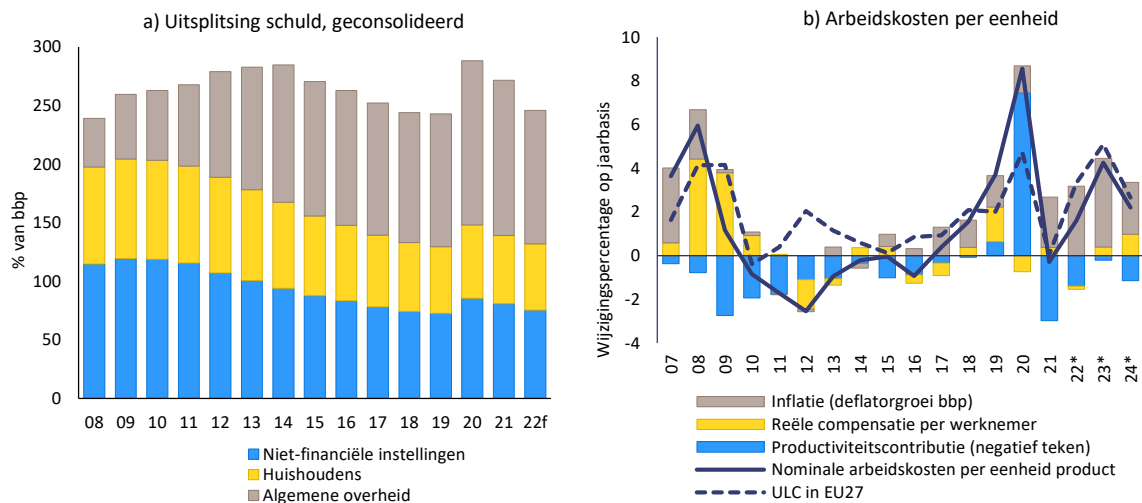 a) Uitsplitsing schuld, geconsolideerd
% van bbp
300
250
200
150
100
50
0
08 09 10 11 12 13 14 15 16 17 18 19 20 21 22f
Niet-financiële instellingen
Huishoudens
Algemene overheid
b) Arbeidskosten per eenheid
Wijzigingspercentage op jaarbasis
10
8
6
4
2
0
-2
-4
07 08 09 10 11 12 13 14 15 16 17 18 19 20 21 22* 23* 24*
Inflatie (deflatorgroei bbp)
Reële compensatie per werknemer
Productiviteitscontributie (negatief teken)
Nominale arbeidskosten per eenheid product
ULC in EU27